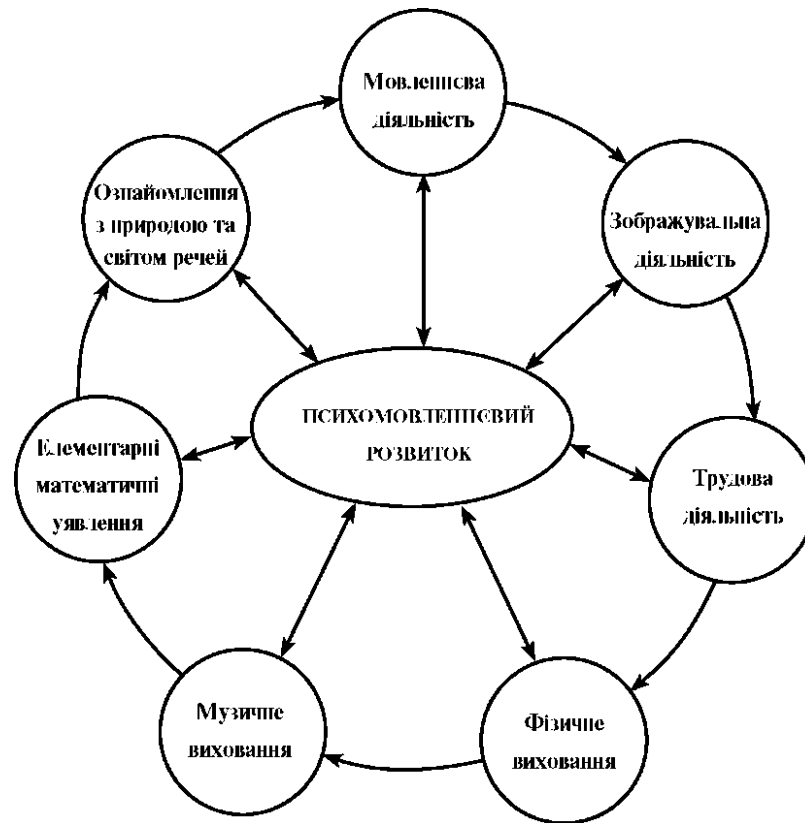 Мовленнєва
діяльність
Зображувальна
діяльність
Трудова
діяльність
Фізичне
виховання
Музичне
виховання
Елементарні
математичні
уявлення
Ознайомлення
з природою та
світом речей
ПСИХОМОВЛЕННЄВИЙ
РОЗВИТОК